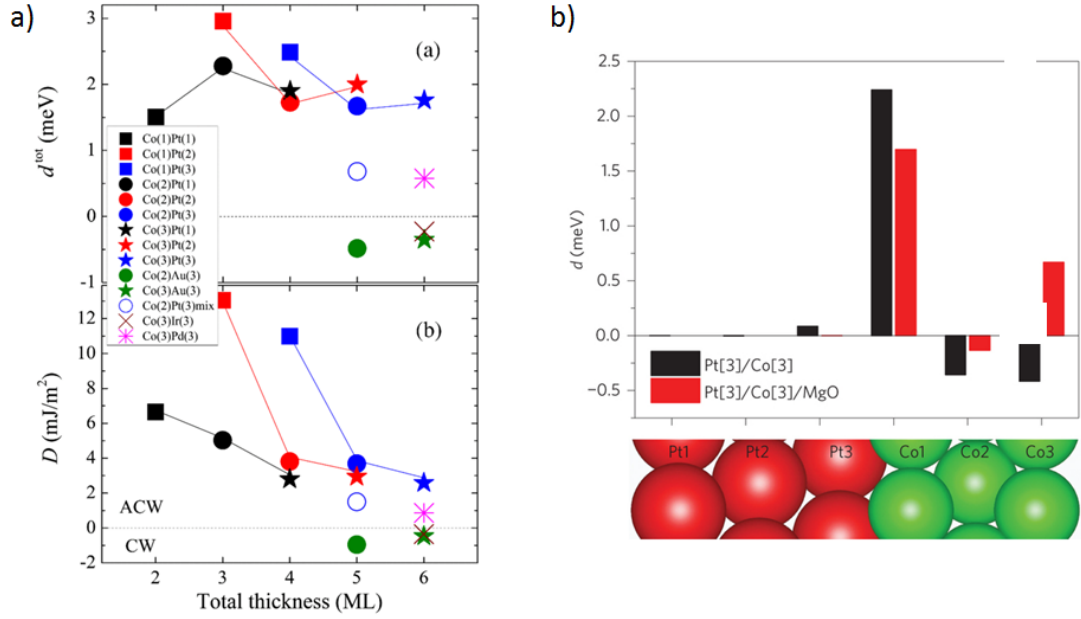 a)
(a)
3
2
1
0
-1
d^tot (meV)
Co(1)Pt(1)
Co(1)Pt(2)
Co(1)Pt(3)
Co(2)Pt(1)
Co(2)Pt(2)
Co(2)Pt(3)
Co(3)Pt(1)
Co(3)Pt(2)
Co(3)Pt(3)
Co(2)Au(3)
Co(3)Au(3)
Co(2)Pt(3)mix
Co(3)Ir(3)
Co(3)Pd(3)
(b)
12
10
8
6
4
2
0
-2
D (mJ/m²)
ACW
CW
2 3 4 5 6
Total thickness (ML)
b)
2.5
2.0
1.5
1.0
0.5
0.0
−0.5
d (meV)
Pt[3]/Co[3]
Pt[3]/Co[3]/MgO
Pt1 Pt2 Pt3 Co1 Co2 Co3